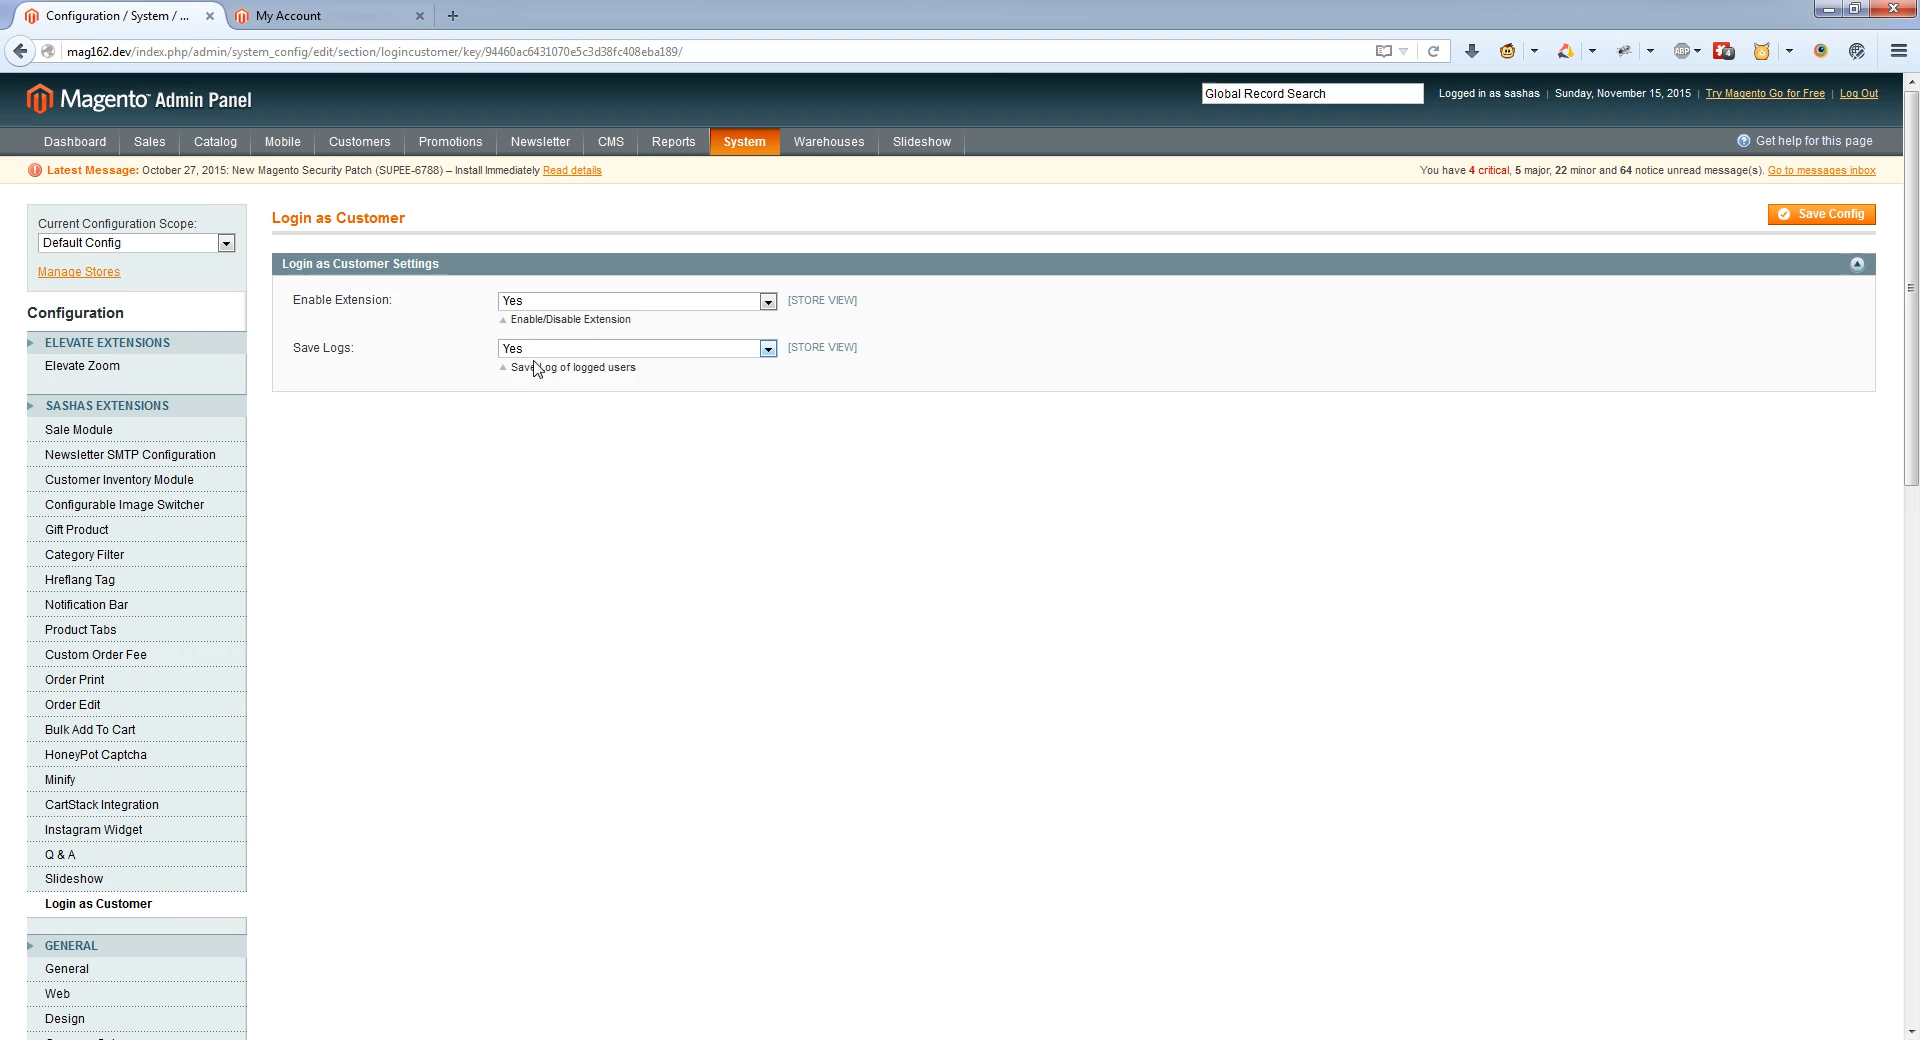 Configuration / System / ...
My Account
mag162.dev/index.php/admin/system_config/edit/section/logincustomer/key/94460ac6431070e5c3d38fc408eba189/
ABP
4
Magento Admin Panel
Global Record Search
Logged in as sashas | Sunday, November 15, 2015 | Try Magento Go for Free | Log Out
Dashboard Sales Catalog Mobile Customers Promotions Newsletter CMS Reports System Warehouses Slideshow
Get help for this page
Latest Message: October 27, 2015: New Magento Security Patch (SUPEE-6788) – Install Immediately Read details
You have 4 critical, 5 major, 22 minor and 64 notice unread message(s). Go to messages inbox
Current Configuration Scope:
Default Config
Manage Stores
Configuration
ELEVATE EXTENSIONS
Elevate Zoom
SASHAS EXTENSIONS
Sale Module
Newsletter SMTP Configuration
Customer Inventory Module
Configurable Image Switcher
Gift Product
Category Filter
Hreflang Tag
Notification Bar
Product Tabs
Custom Order Fee
Order Print
Order Edit
Bulk Add To Cart
HoneyPot Captcha
Minify
CartStack Integration
Instagram Widget
Q & A
Slideshow
Login as Customer
GENERAL
General
Web
Design
Login as Customer
Save Config
Login as Customer Settings
Enable Extension: Yes [STORE VIEW]
Enable/Disable Extension
Save Logs: Yes [STORE VIEW]
Save Log of logged users